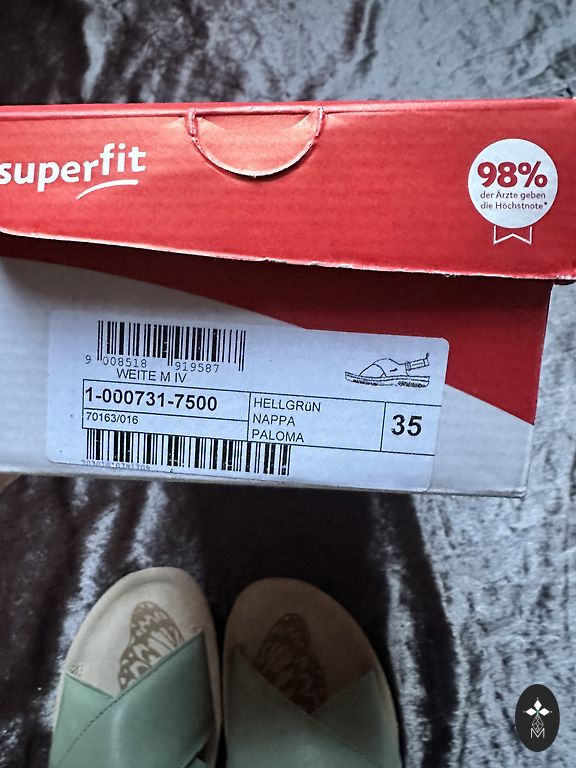 superfit
98%
der Ärzte geben
die Höchstnote*
9 008518 919587
WEITE M IV
1-000731-7500
70163/016
HELLGRüN
NAPPA
PALOMA
35
M